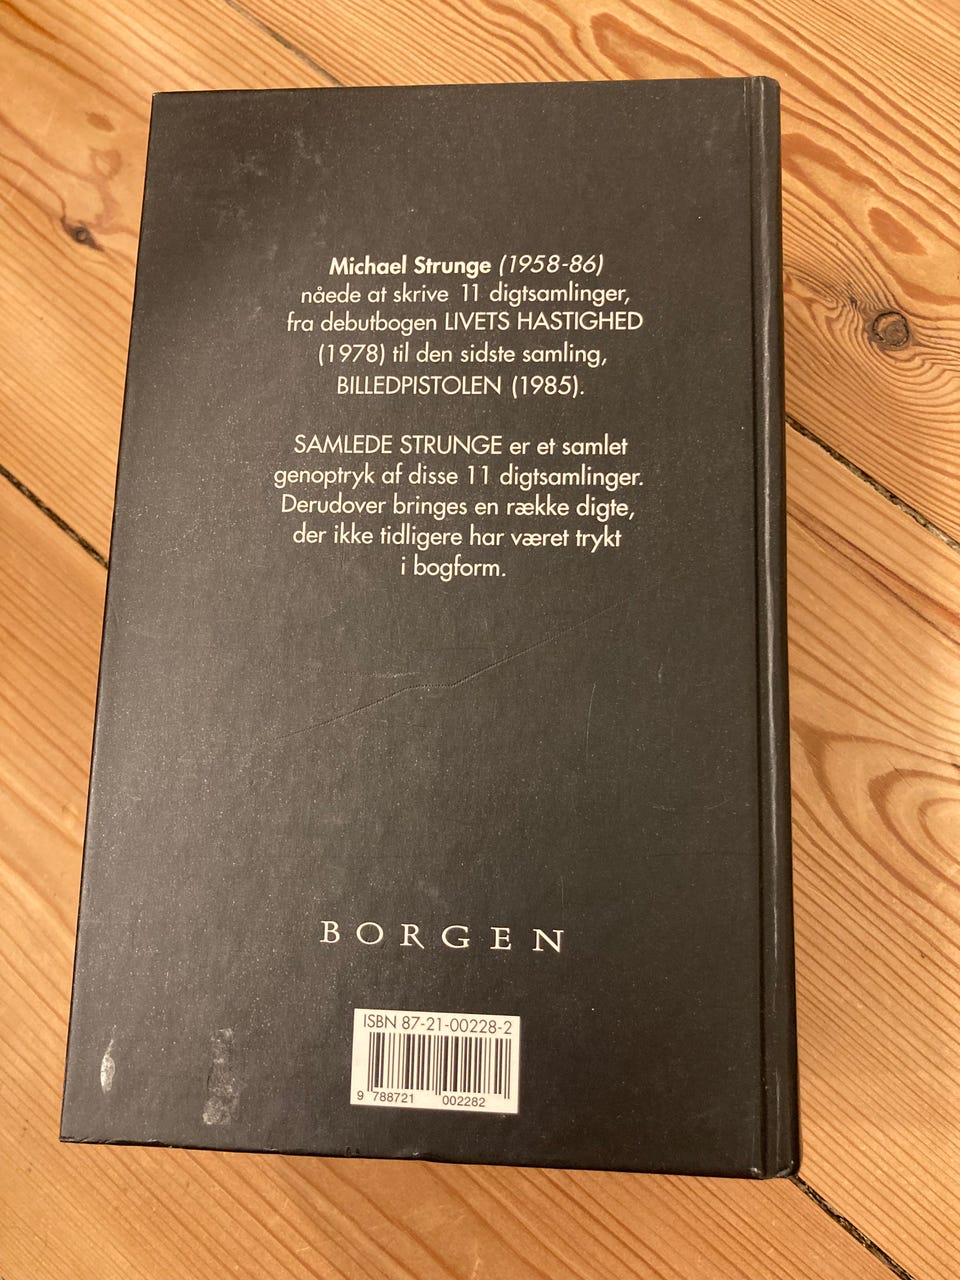 Michael Strunge (1958-86)
nåede at skrive 11 digtsamlinger,
fra debutbogen LIVETS HASTIGHED
(1978) til den sidste samling,
BILLEDPISTOLEN (1985).
SAMLEDE STRUNGE er et samlet
genoptryk af disse 11 digtsamlinger.
Derudover bringes en række digte,
der ikke tidligere har været trykt
i bogform.
BORGEN
ISBN 87-21-00228-2
9 788721 002282